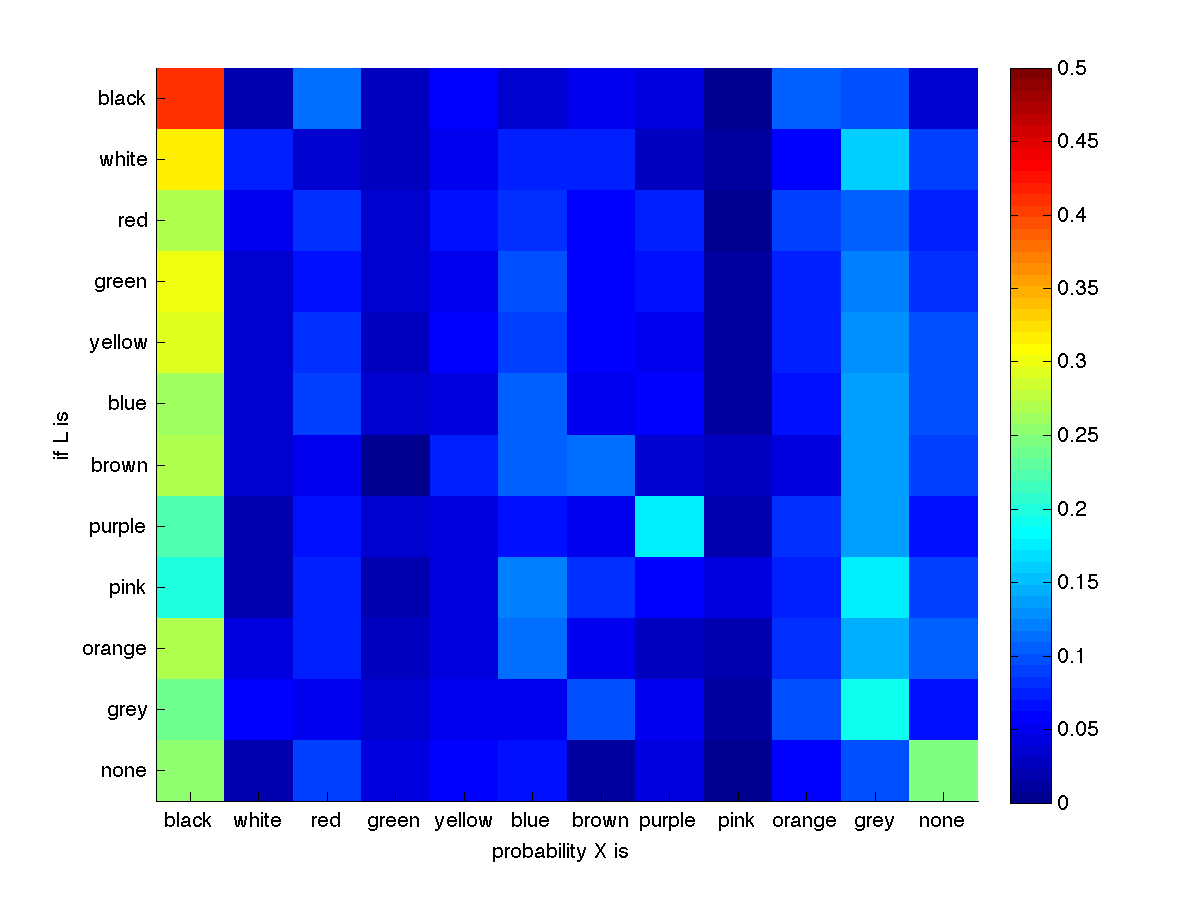 if L is
black
white
red
green
yellow
blue
brown
purple
pink
orange
grey
none
black white red green yellow blue brown purple pink orange grey none
probability X is
0.5
0.45
0.4
0.35
0.3
0.25
0.2
0.15
0.1
0.05
0